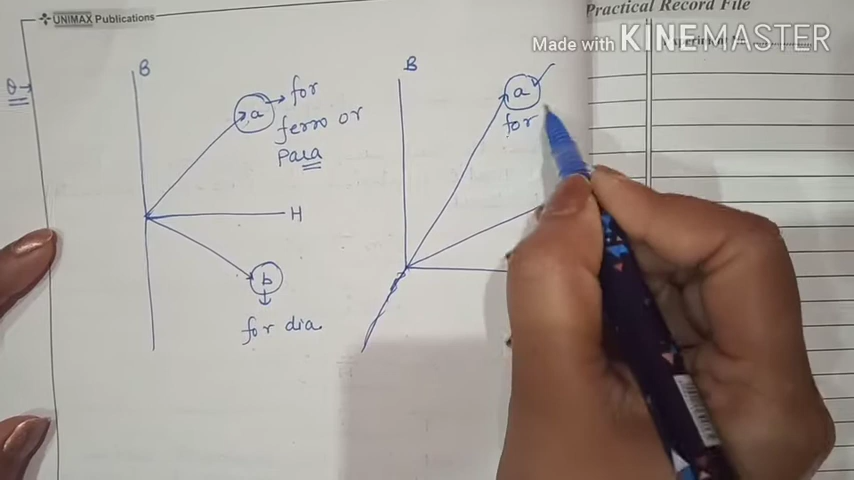 UNIMAX Publications
Practical Record File
Made with KINEMASTER
B
a
for
ferro or
Para
H
b
for dia
B
a
for
θ